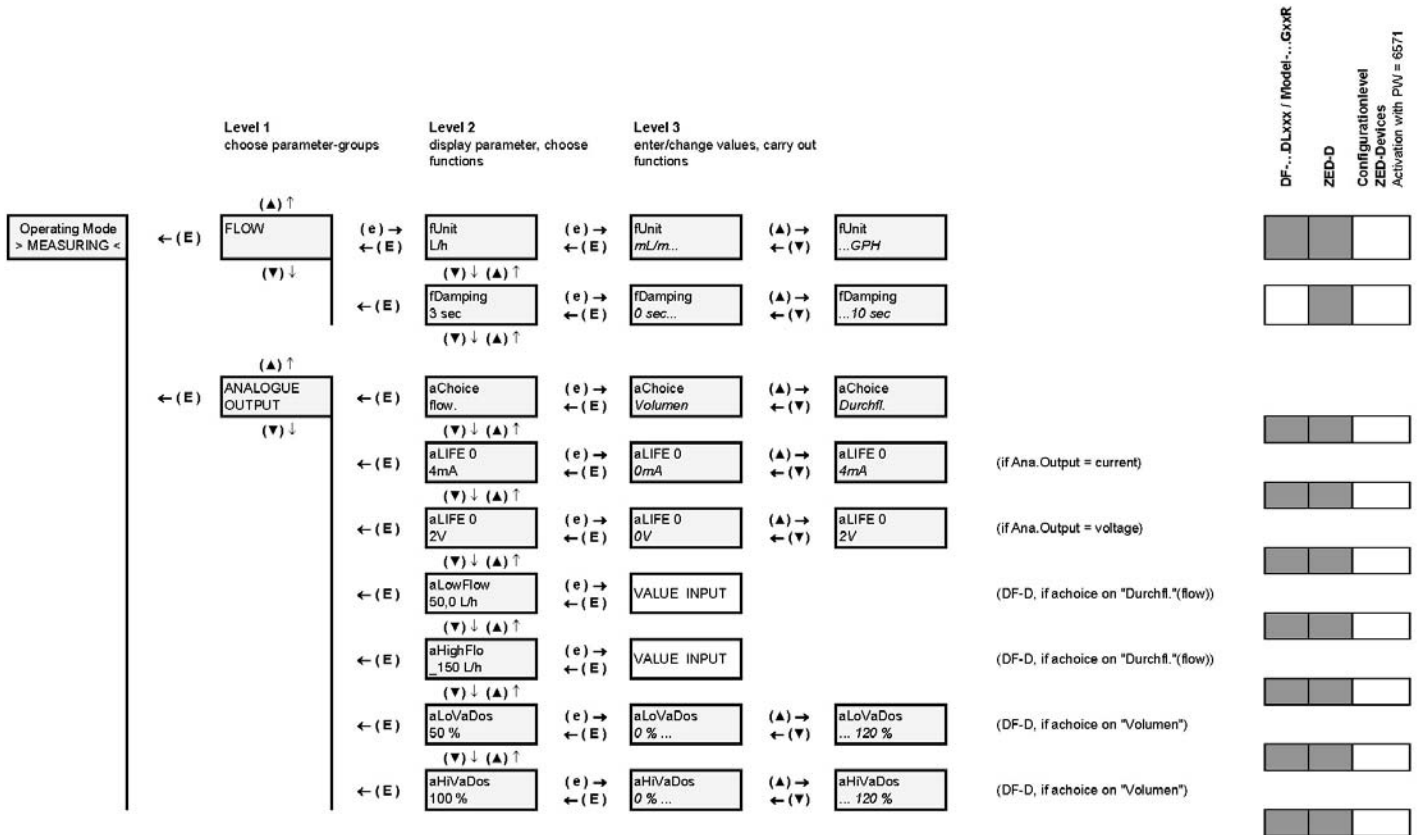 DF-...DLxxx / Model-...GxxR
ZED-D
Configurationlevel
ZED-Devices
Activation with PW = 6571
Level 1
choose parameter-groups
Level 2
display parameter, choose
functions
Level 3
enter/change values, carry out
functions
(▲) ↑
Operating Mode
> MEASURING <
← (E)
FLOW
(e) →
← (E)
fUnit
L/h
(e) →
← (E)
fUnit
mL/m...
(▲) →
← (▼)
fUnit
...GPH
(▼) ↓
(▼) ↓ (▲) ↑
← (E)
fDamping
3 sec
(e) →
← (E)
fDamping
0 sec...
(▲) →
← (▼)
fDamping
...10 sec
(▼) ↓ (▲) ↑
(▲) ↑
← (E)
ANALOGUE
OUTPUT
← (E)
aChoice
flow.
(e) →
← (E)
aChoice
Volumen
(▲) →
← (▼)
aChoice
Durchfl.
(▼) ↓
(▼) ↓ (▲) ↑
← (E)
aLIFE 0
4mA
(e) →
← (E)
aLIFE 0
0mA
(▲) →
← (▼)
aLIFE 0
4mA
(if Ana.Output = current)
(▼) ↓ (▲) ↑
← (E)
aLIFE 0
2V
(e) →
← (E)
aLIFE 0
0V
(▲) →
← (▼)
aLIFE 0
2V
(if Ana.Output = voltage)
(▼) ↓ (▲) ↑
← (E)
aLowFlow
50,0 L/h
(e) →
← (E)
VALUE INPUT
(DF-D, if achoice on "Durchfl."(flow))
(▼) ↓ (▲) ↑
← (E)
aHighFlo
_150 L/h
(e) →
← (E)
VALUE INPUT
(DF-D, if achoice on "Durchfl."(flow))
(▼) ↓ (▲) ↑
← (E)
aLoVaDos
50 %
(e) →
← (E)
aLoVaDos
0 % ...
(▲) →
← (▼)
aLoVaDos
... 120 %
(DF-D, if achoice on "Volumen")
(▼) ↓ (▲) ↑
← (E)
aHiVaDos
100 %
(e) →
← (E)
aHiVaDos
0 % ...
(▲) →
← (▼)
aHiVaDos
... 120 %
(DF-D, if achoice on "Volumen")